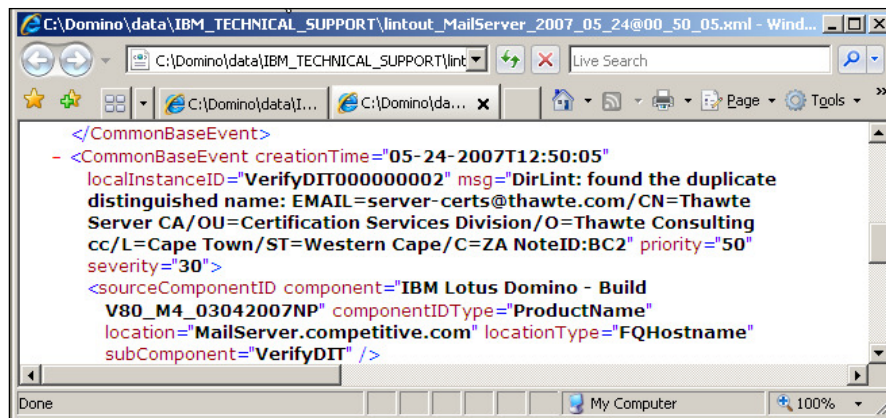 C:\Domino\data\IBM_TECHNICAL_SUPPORT\lintout_MailServer_2007_05_24@00_50_05.xml - Wind...
C:\Domino\data\IBM_TECHNICAL_SUPPORT\lint
Live Search
C:\Domino\data\I...
C:\Domino\da...
Page
Tools
»
</CommonBaseEvent>
- <CommonBaseEvent creationTime="05-24-2007T12:50:05"
localInstanceID="VerifyDIT000000002" msg="DirLint: found the duplicate
distinguished name: EMAIL=server-certs@thawte.com/CN=Thawte
Server CA/OU=Certification Services Division/O=Thawte Consulting
cc/L=Cape Town/ST=Western Cape/C=ZA NoteID:BC2" priority="50"
severity="30">
<sourceComponentID component="IBM Lotus Domino - Build
V80_M4_03042007NP" componentIDType="ProductName"
location="MailServer.competitive.com" locationType="FQHostname"
subComponent="VerifyDIT" />
Done
My Computer
100%